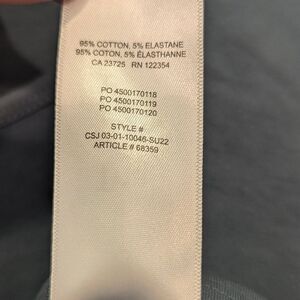 95% COTTON, 5% ELASTANE
95% COTON, 5% ÉLASTHANNE
CA 23725 RN 122354
PO 4500170118
PO 4500170119
PO 4500170120
STYLE #
CSJ 03-01-10046-SU22
ARTICLE # 68359